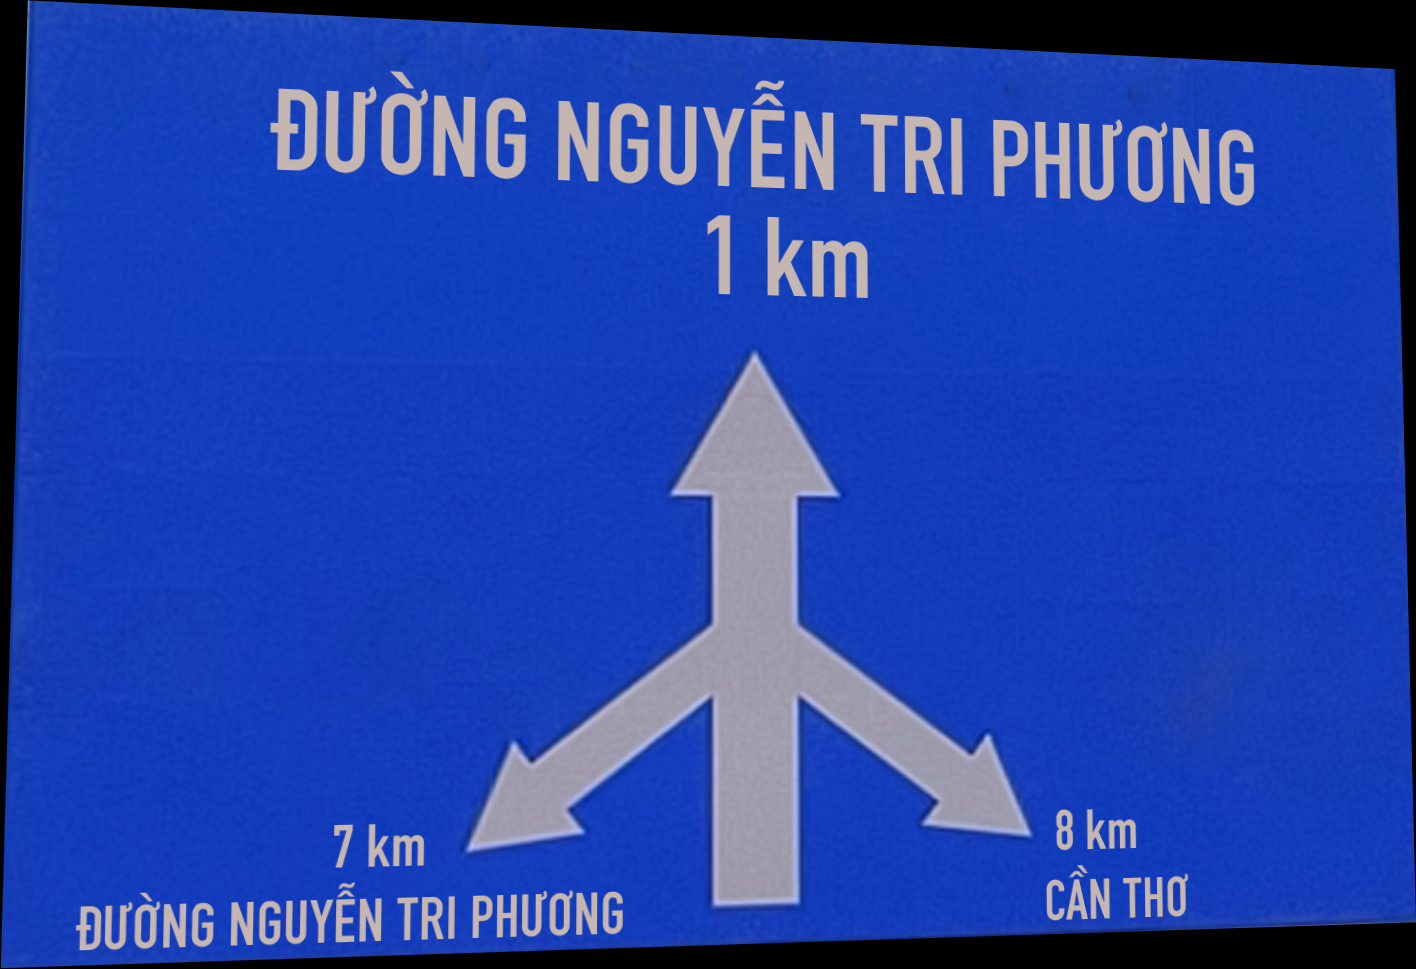 ĐƯỜNG NGUYỄN TRI PHƯƠNG
1 km
7 km
ĐƯỜNG NGUYỄN TRI PHƯƠNG
8 km
CẦN THƠ